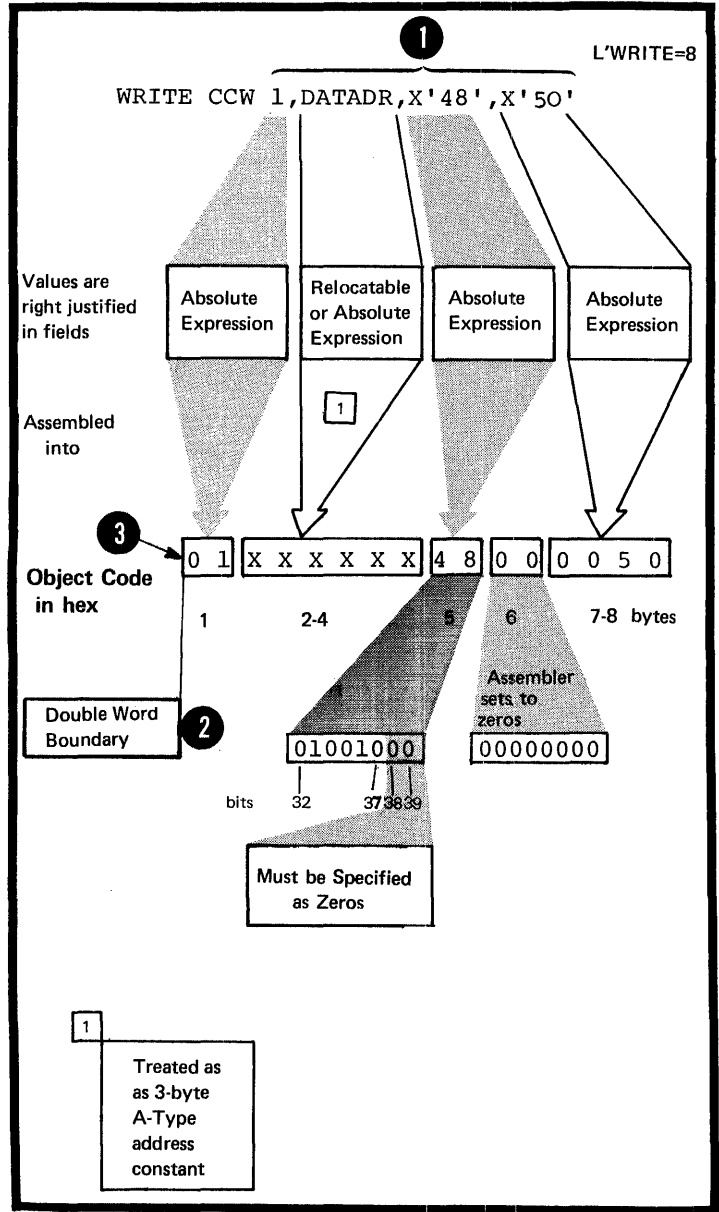 1
L'WRITE=8
WRITE CCW 1,DATADR,X'48',X'50'
Values are
right justified
in fields
Absolute
Expression
Relocatable
or Absolute
Expression
Absolute
Expression
Absolute
Expression
1
Assembled
into
3
0 1 X X X X X X 4 8 0 0 0 0 5 0
Object Code
in hex
1 2-4 5 6 7-8 bytes
Assembler
sets to
zeros
Double Word
Boundary
2
01001000 00000000
bits 32 37 38 39
Must be Specified
as Zeros
1
Treated as
as 3-byte
A-Type
address
constant